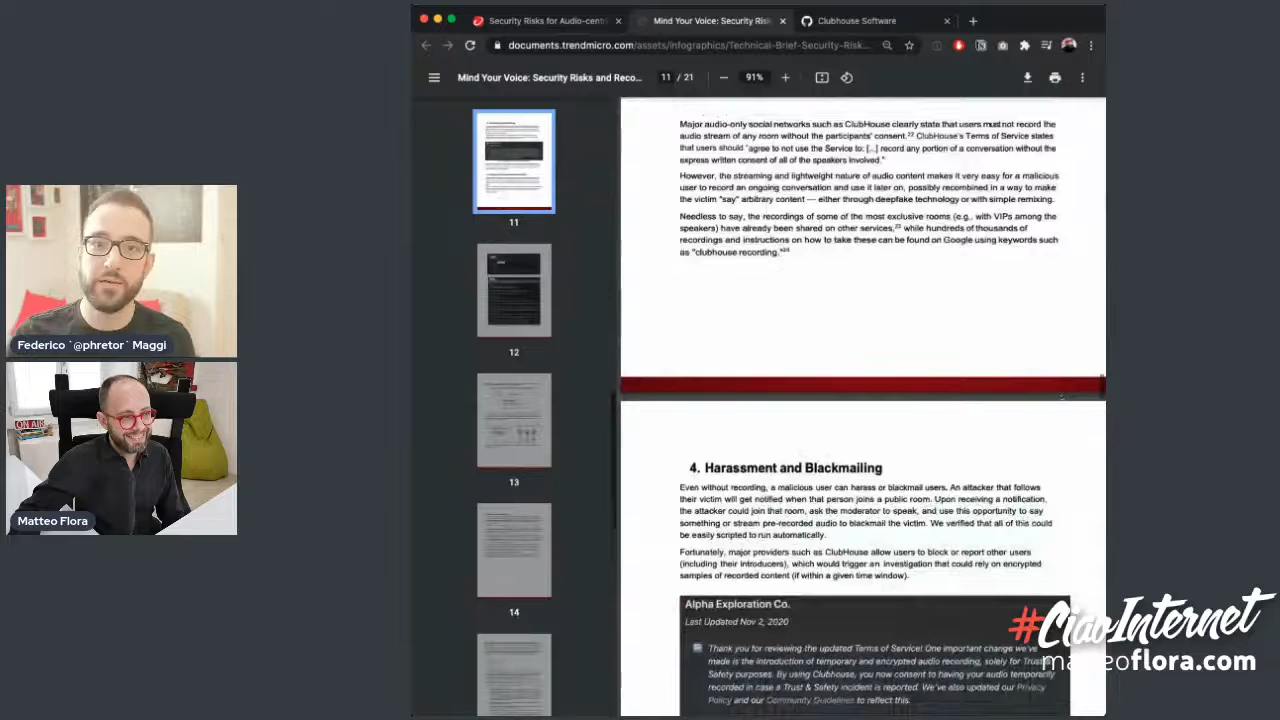 Security Risks for Audio-centri
Mind Your Voice: Security Risk
Clubhouse Software
documents.trendmicro.com/assets/infographics/Technical-Brief-Security-Risk...
Mind Your Voice: Security Risks and Reco...
11 / 21
91%
11
12
13
14
Major audio-only social networks such as ClubHouse clearly state that users must not record the
audio stream of any room without the participants' consent.22 ClubHouse's Terms of Service states
that users should "agree to not use the Service to: [...] record any portion of a conversation without the
express written consent of all of the speakers involved."
However, the streaming and lightweight nature of audio content makes it very easy for a malicious
user to record an ongoing conversation and use it later on, possibly recombined in a way to make
the victim "say" arbitrary content — either through deepfake technology or with simple remixing.
Needless to say, the recordings of some of the most exclusive rooms (e.g., with VIPs among the
speakers) have already been shared on other services,23 while hundreds of thousands of
recordings and instructions on how to take these can be found on Google using keywords such
as "clubhouse recording."24
4. Harassment and Blackmailing
Even without recording, a malicious user can harass or blackmail users. An attacker that follows
their victim will get notified when that person joins a public room. Upon receiving a notification,
the attacker could join that room, ask the moderator to speak, and use this opportunity to say
something or stream pre-recorded audio to blackmail the victim. We verified that all of this could
be easily scripted to run automatically.
Fortunately, major providers such as ClubHouse allow users to block or report other users
(including their introducers), which would trigger an investigation that could rely on encrypted
samples of recorded content (if within a given time window).
Alpha Exploration Co.
Last Updated Nov 2, 2020
Thank you for reviewing the updated Terms of Service! One important change we've
made is the introduction of temporary and encrypted audio recording, solely for Trust
Safety purposes. By using Clubhouse, you now consent to having your audio temporarily
recorded in case a Trust & Safety incident is reported. We've also updated our Privacy
Policy and our Community Guidelines to reflect this.
Federico `@phretor` Maggi
ON AIR
Matteo Flora
#CiaoInternet
matteoflora.com